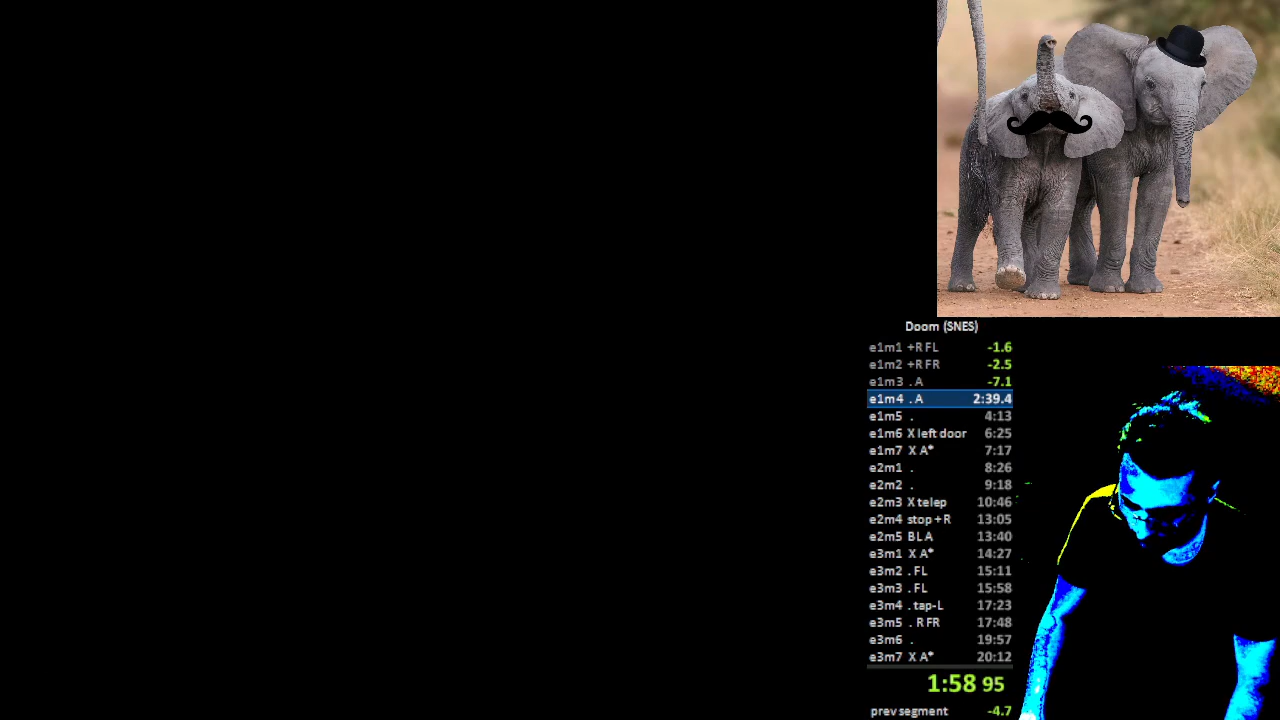 Doom (SNES)
e1m1 +R FL -1.6
e1m2 +R FR -2.5
e1m3 . A -7.1
e1m4 . A 2:39.4
e1m5 . 4:13
e1m6 X left door 6:25
e1m7 X A* 7:17
e2m1 . 8:26
e2m2 . 9:18
e2m3 X telep 10:46
e2m4 stop + R 13:05
e2m5 BL A 13:40
e3m1 X A* 14:27
e3m2 . FL 15:11
e3m3 . FL 15:58
e3m4 . tap-L 17:23
e3m5 . R FR 17:48
e3m6 . 19:57
e3m7 X A* 20:12
1:58 95
prev segment -4.7